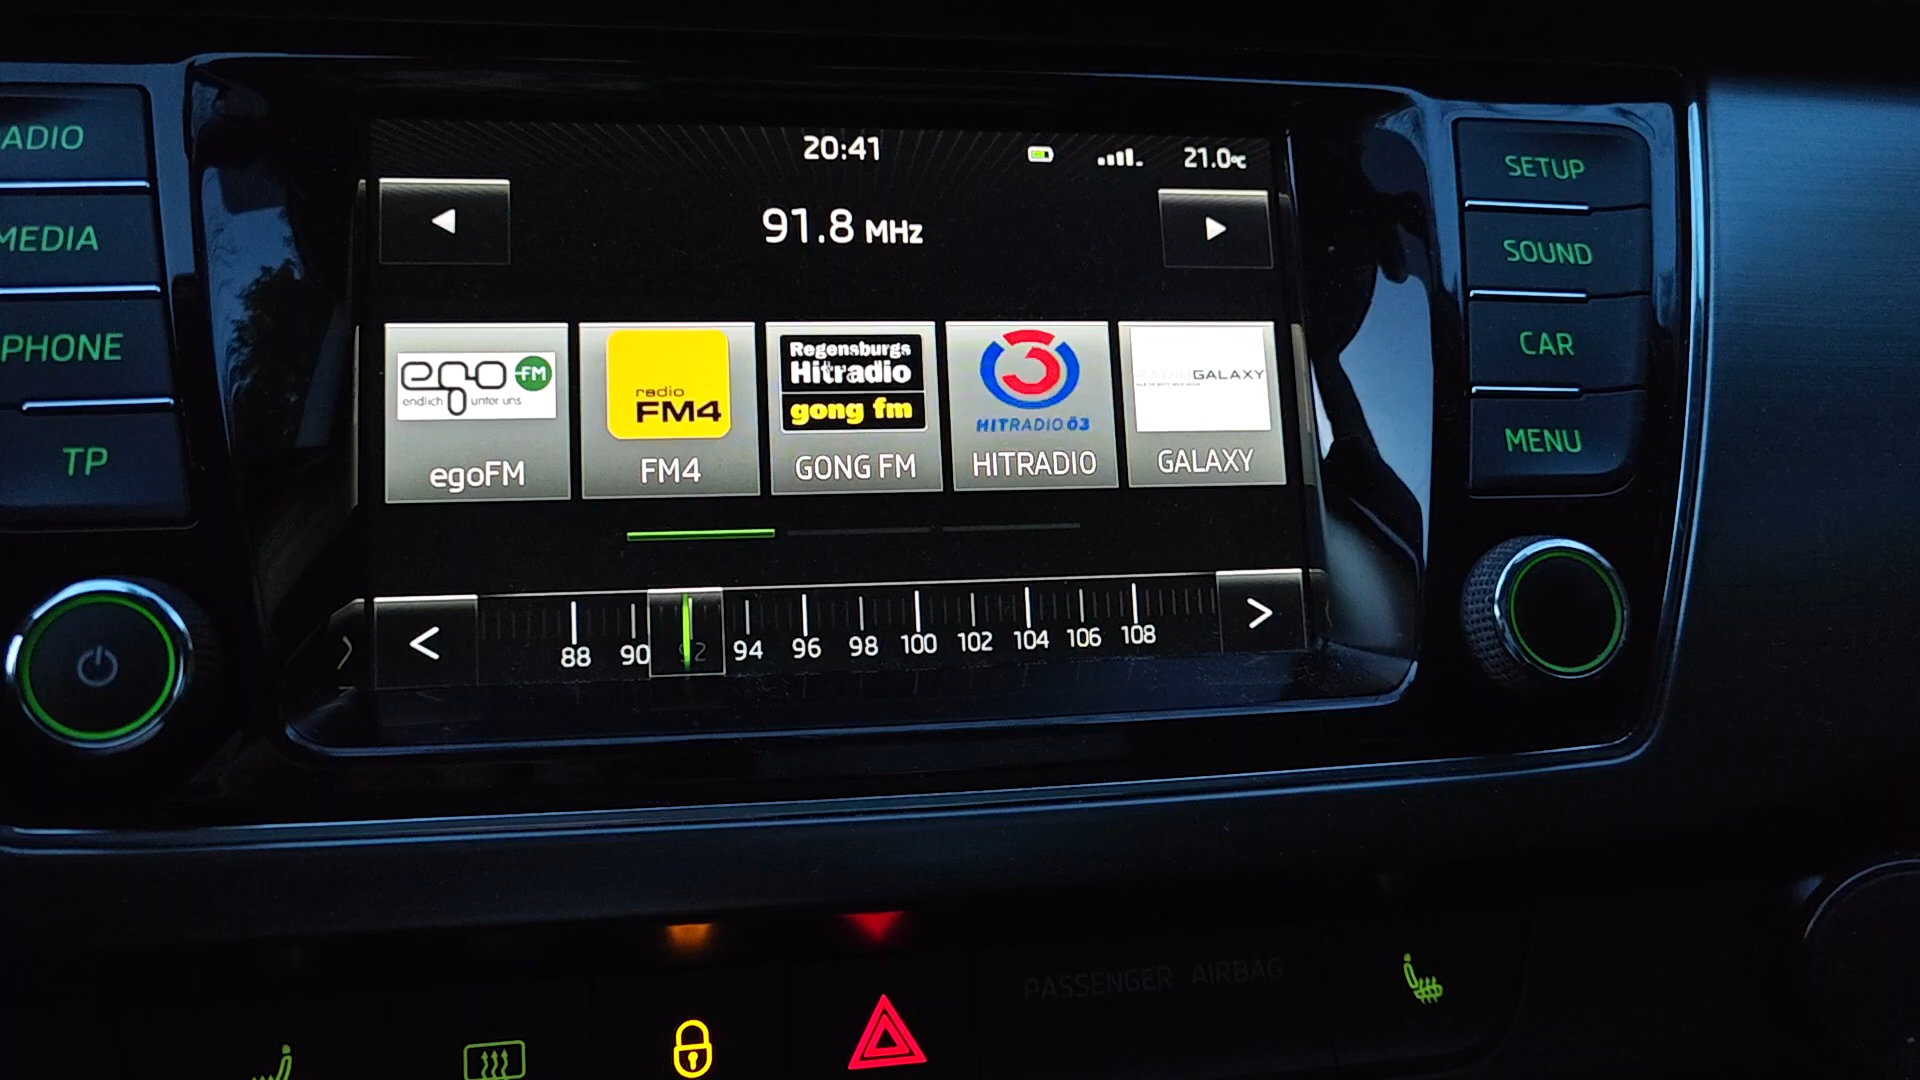 ADIO
MEDIA
PHONE
TP
20:41
21.0°C
91.8 MHz
ego FM
endlich unter uns
egoFM
radio
FM4
FM4
Regensburgs
Hitradio
gong fm
GONG FM
3
HITRADIO Ö3
HITRADIO
RADIO GALAXY
GALAXY
< 88 90 92 94 96 98 100 102 104 106 108 >
SETUP
SOUND
CAR
MENU
PASSENGER AIRBAG